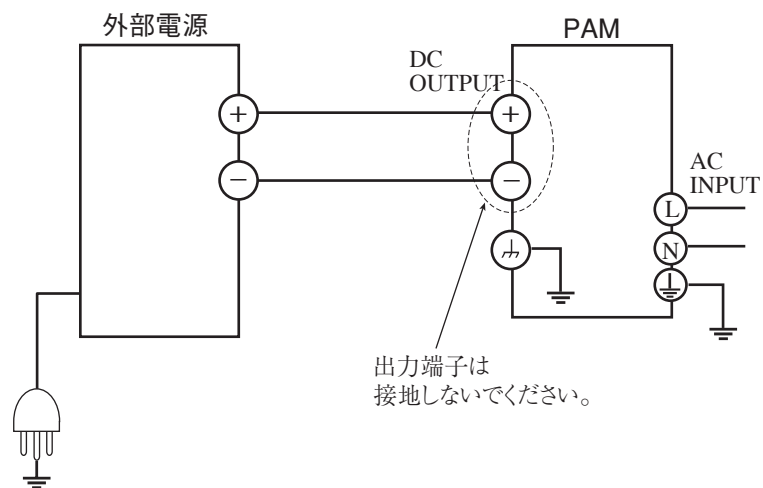 外部電源
PAM
DC
OUTPUT
+
+
−
−
AC
INPUT
L
N
出力端子は
接地しないでください。